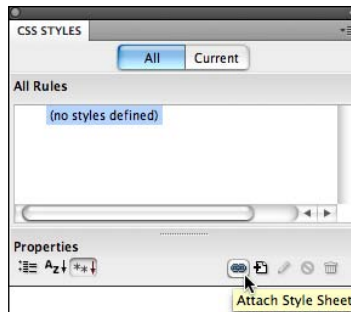 CSS STYLES
All Current
All Rules
(no styles defined)
Properties
Attach Style Sheet